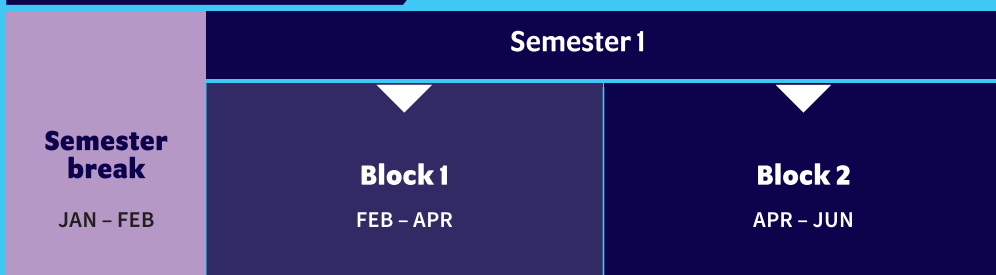 Semester 1
Semester
break
JAN – FEB
Block 1
FEB – APR
Block 2
APR – JUN